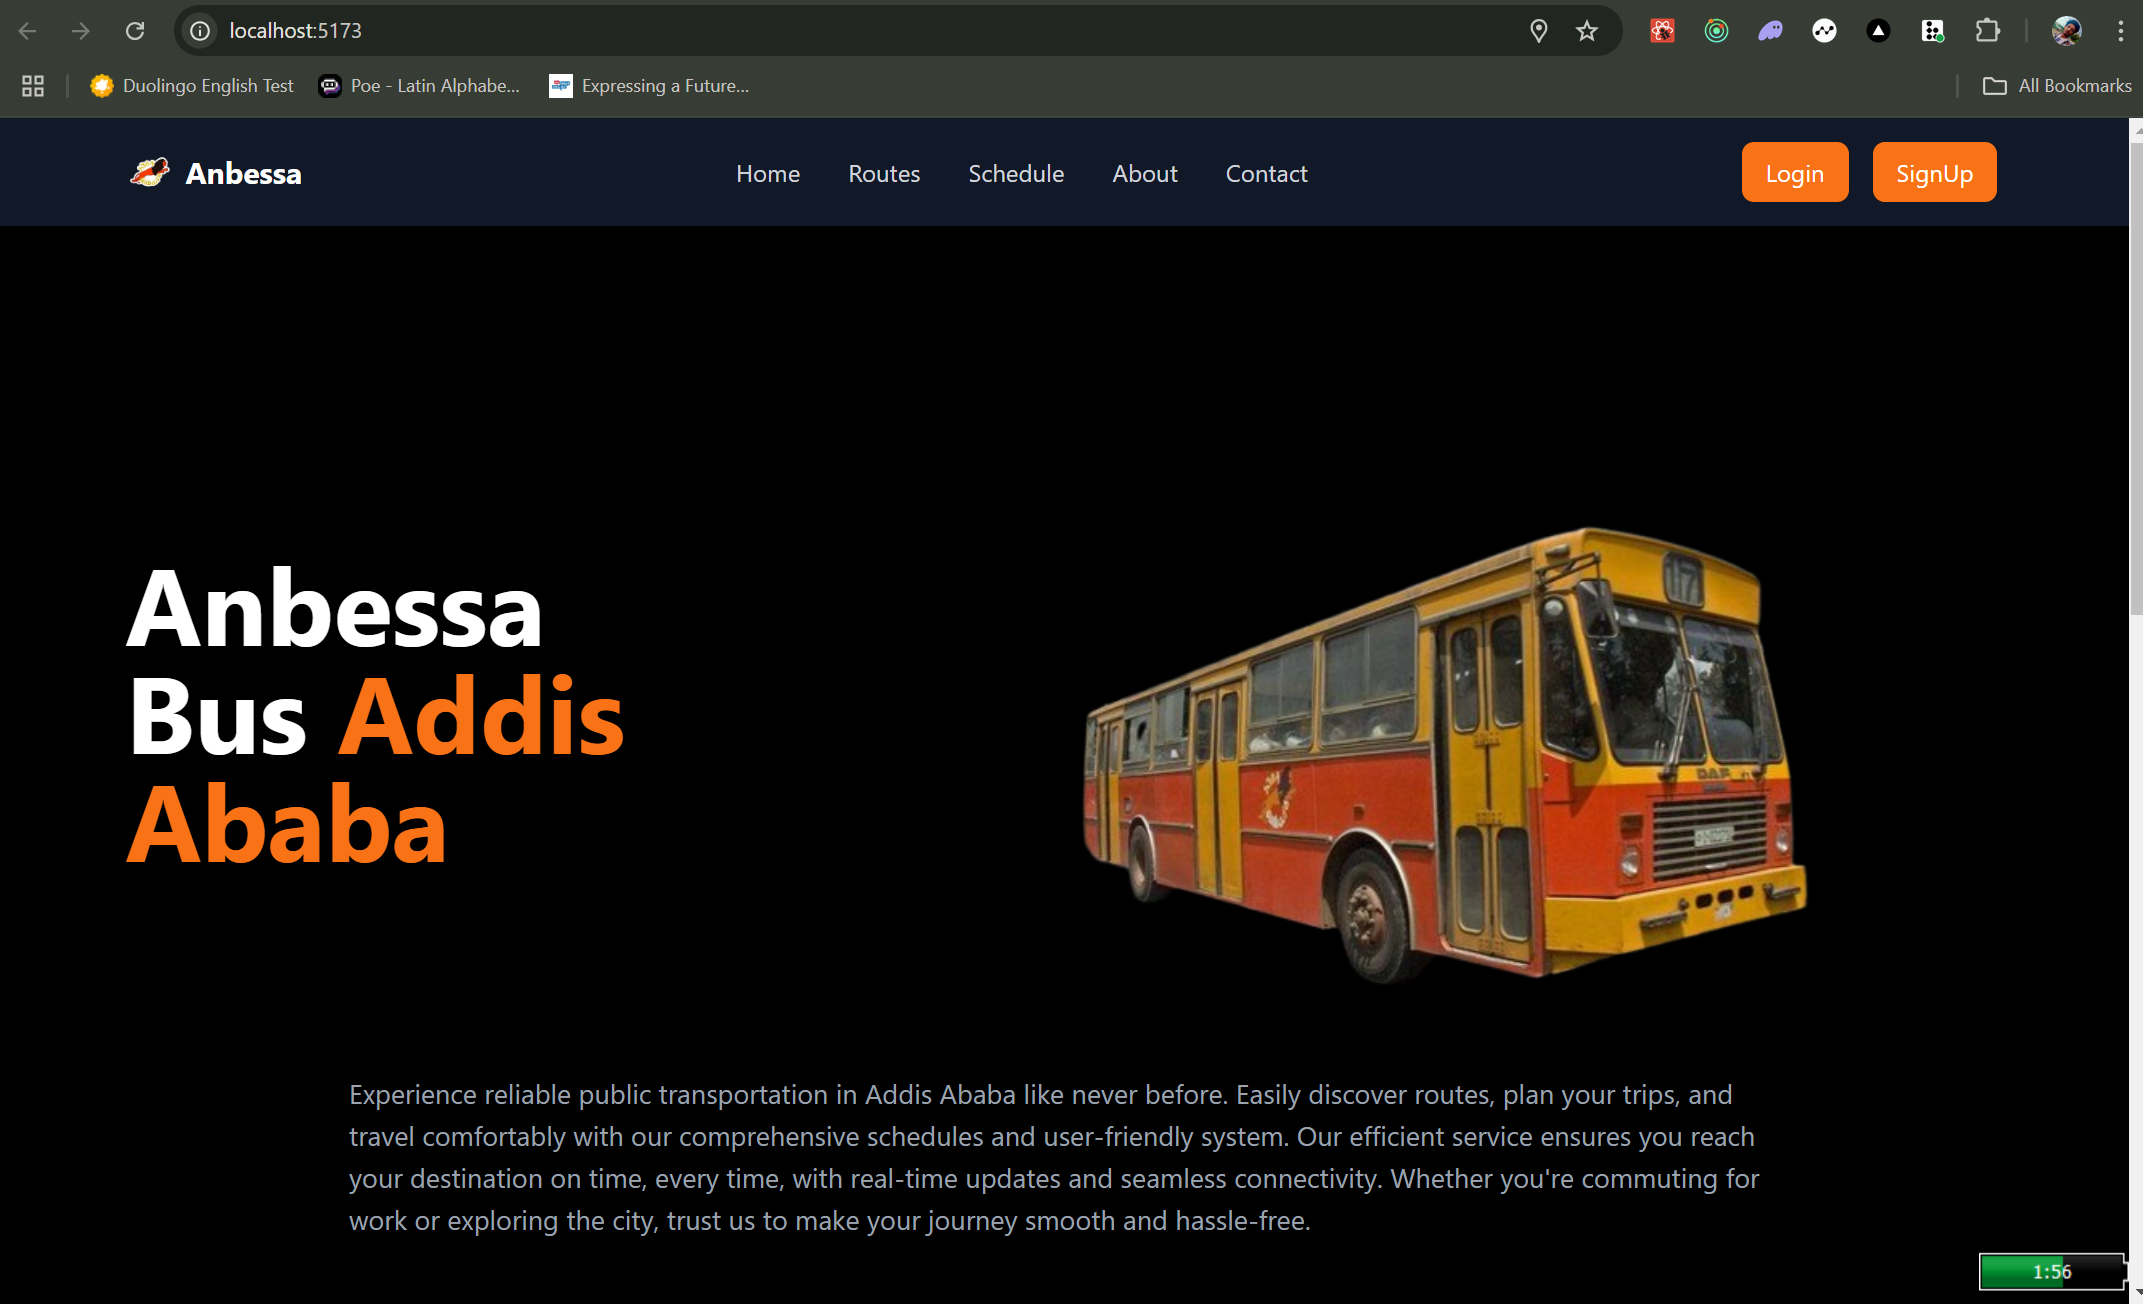 localhost:5173
Duolingo English Test
Poe - Latin Alphabe...
Expressing a Future...
All Bookmarks
Anbessa
Home
Routes
Schedule
About
Contact
Login
SignUp
Anbessa
Bus Addis
Ababa
17
DAF
Experience reliable public transportation in Addis Ababa like never before. Easily discover routes, plan your trips, and
travel comfortably with our comprehensive schedules and user-friendly system. Our efficient service ensures you reach
your destination on time, every time, with real-time updates and seamless connectivity. Whether you're commuting for
work or exploring the city, trust us to make your journey smooth and hassle-free.
1:56